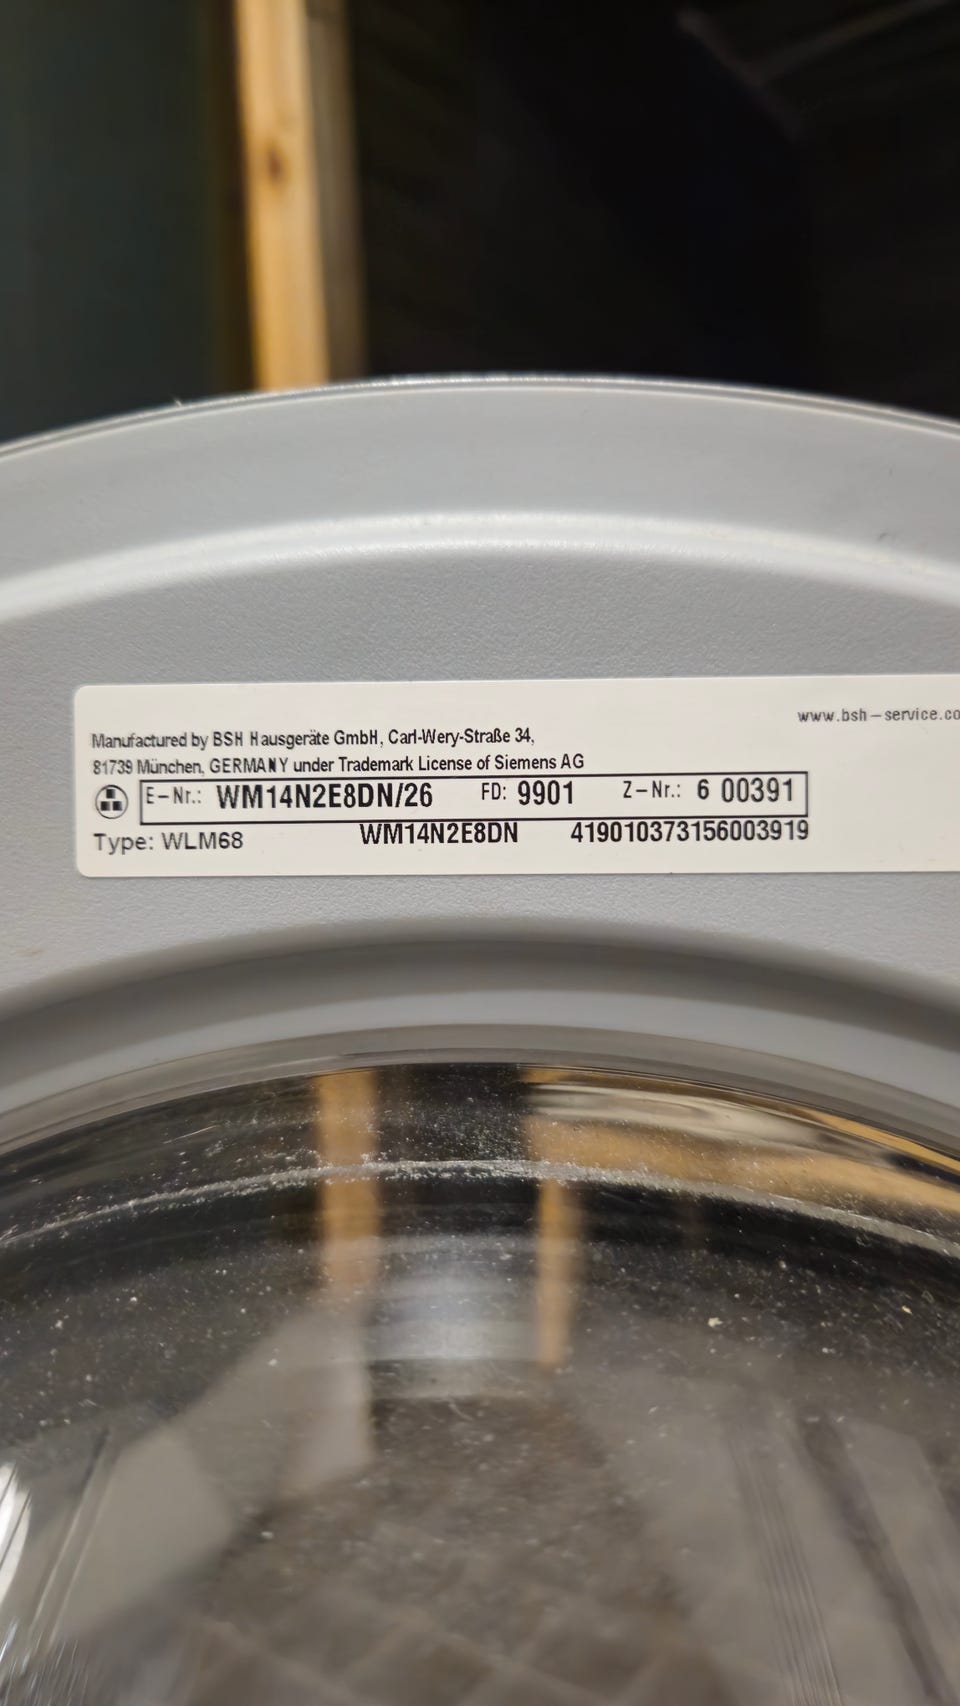 www.bsh-service.co
Manufactured by BSH Hausgeräte GmbH, Carl-Wery-Straße 34,
81739 München, GERMANY under Trademark License of Siemens AG
E-Nr.: WM14N2E8DN/26 FD: 9901 Z-Nr.: 6 00391
Type: WLM68 WM14N2E8DN 419010373156003919